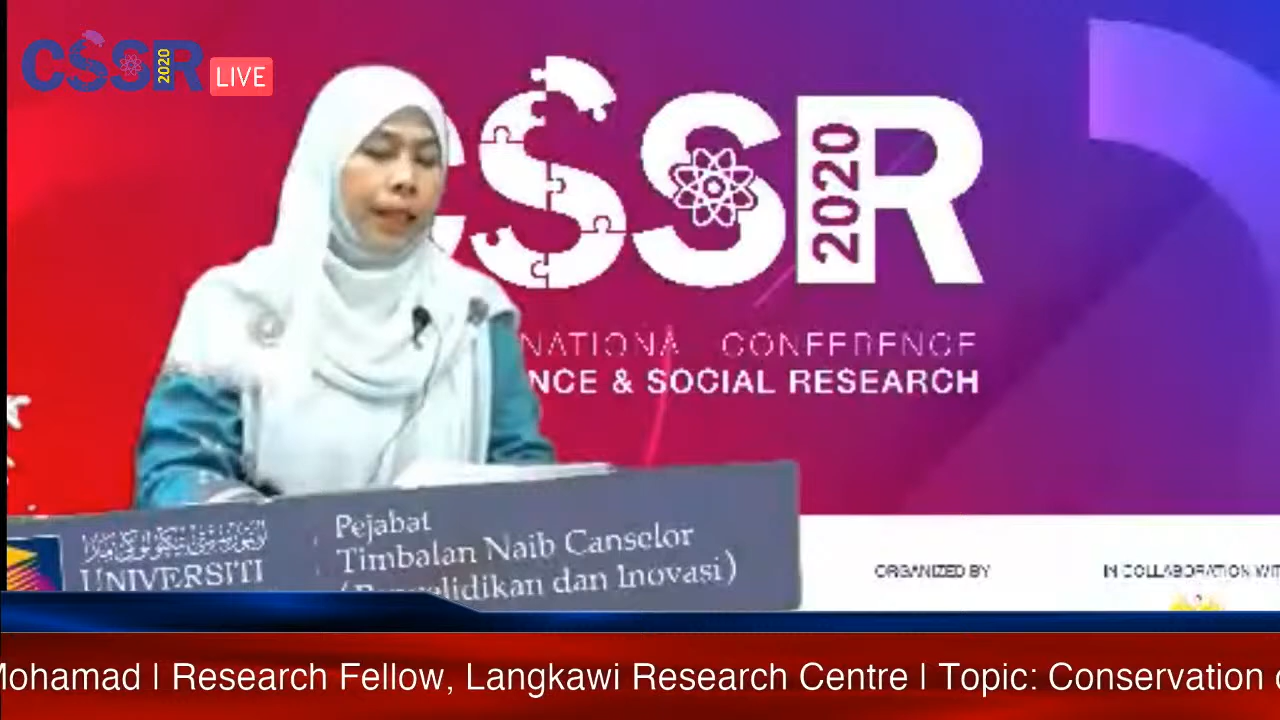 CSSR
2020
LIVE
CSSR
2020
NATIONA CONFERENCE
NCE & SOCIAL RESEARCH
UNIVERSITI
Pejabat
Timbalan Naib Canselor
(Penyelidikan dan Inovasi)
ORGANIZED BY
IN COLLABORATION WIT
Mohamad | Research Fellow, Langkawi Research Centre | Topic: Conservation